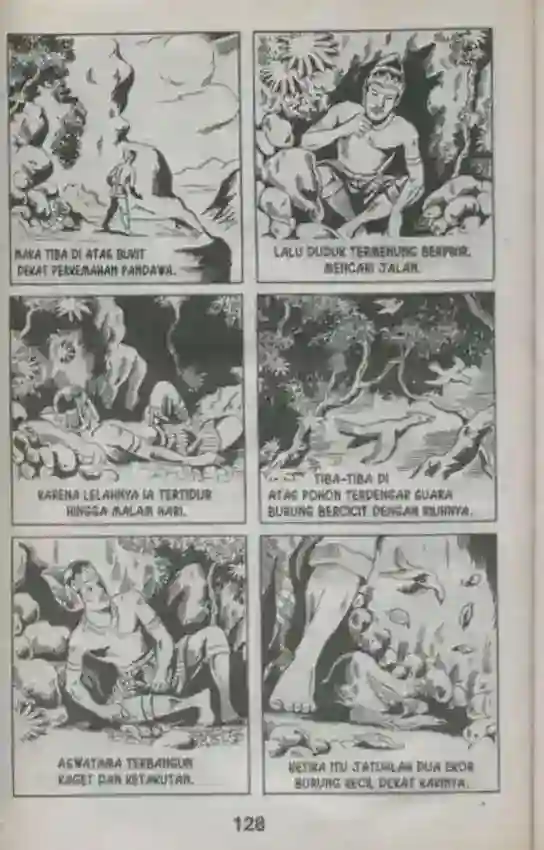 MAKA TIBA DI ATAS BUKIT
DEKAT PERKEMAHAN PANDAWA.
LALU DUDUK TERMENUNG BERPIKIR,
MENCARI JALAN.
KARENA LELAHNYA IA TERTIDUR
HINGGA MALAM HARI.
TIBA-TIBA DI
ATAS POHON TERDENGAR SUARA
BURUNG BERCICIT DENGAN RIUHNYA.
ASWATAMA TERBANGUN
KAGET DAN KETAKUTAN.
KETIKA ITU JATUHLAH DUA EKOR
BURUNG KECIL DEKAT KAKINYA.
128